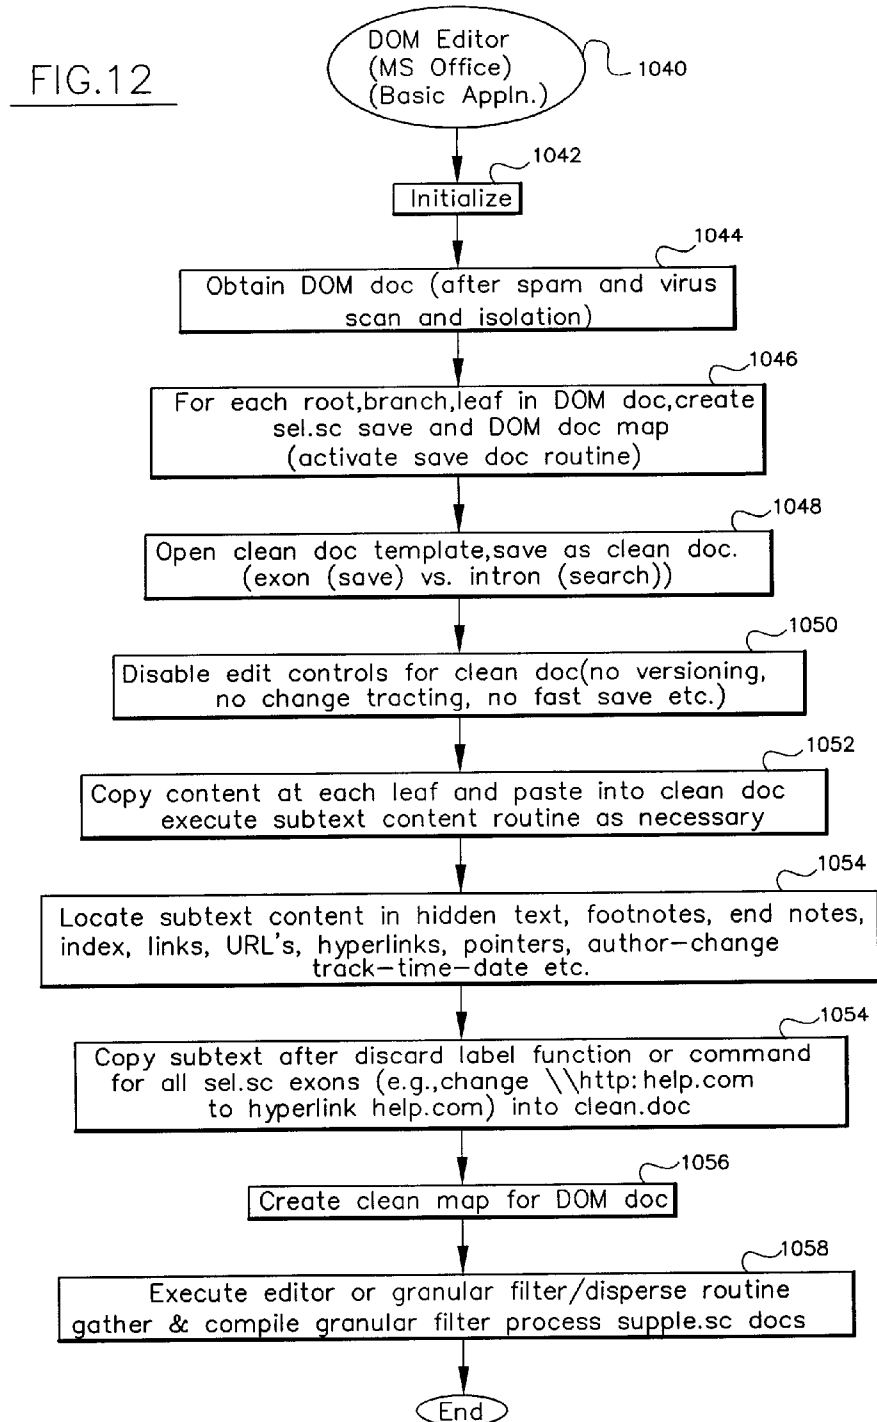 FIG.12
DOM Editor
(MS Office)
(Basic Appln.)
1040
1042
Initialize
1044
Obtain DOM doc (after spam and virus
scan and isolation)
1046
For each root,branch,leaf in DOM doc,create
sel.sc save and DOM doc map
(activate save doc routine)
1048
Open clean doc template,save as clean doc.
(exon (save) vs. intron (search))
1050
Disable edit controls for clean doc(no versioning,
no change tracting, no fast save etc.)
1052
Copy content at each leaf and paste into clean doc
execute subtext content routine as necessary
1054
Locate subtext content in hidden text, footnotes, end notes,
index, links, URL's, hyperlinks, pointers, author-change
track-time-date etc.
1054
Copy subtext after discard label function or command
for all sel.sc exons (e.g.,change \\http: help.com
to hyperlink help.com) into clean.doc
1056
Create clean map for DOM doc
1058
Execute editor or granular filter/disperse routine
gather & compile granular filter process supple.sc docs
End